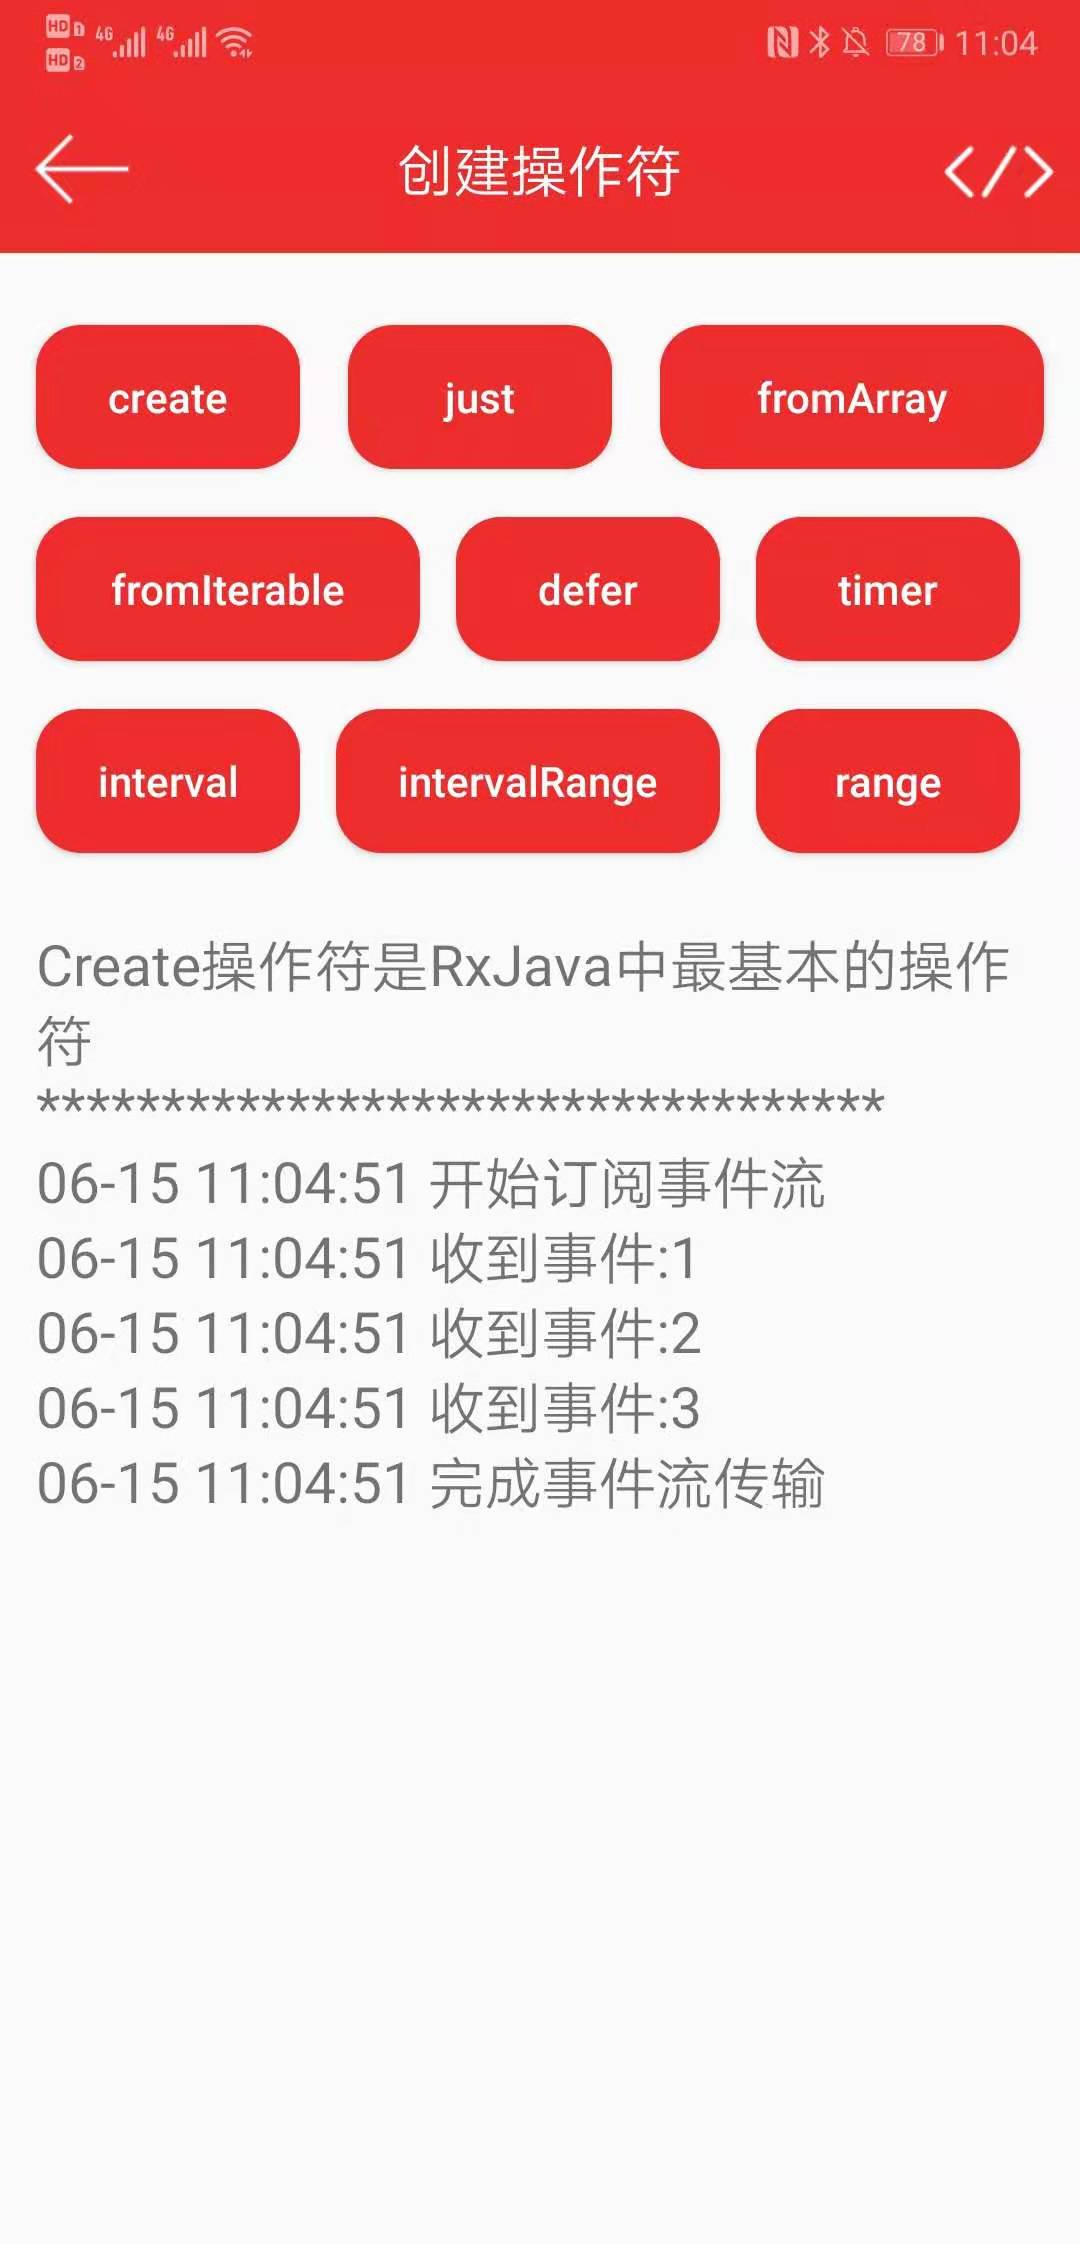 HD 1 4G 4G 78 11:04
HD 2
创建操作符 </>
create just fromArray
fromIterable defer timer
interval intervalRange range
Create操作符是RxJava中最基本的操作
符
**********************************
06-15 11:04:51 开始订阅事件流
06-15 11:04:51 收到事件:1
06-15 11:04:51 收到事件:2
06-15 11:04:51 收到事件:3
06-15 11:04:51 完成事件流传输